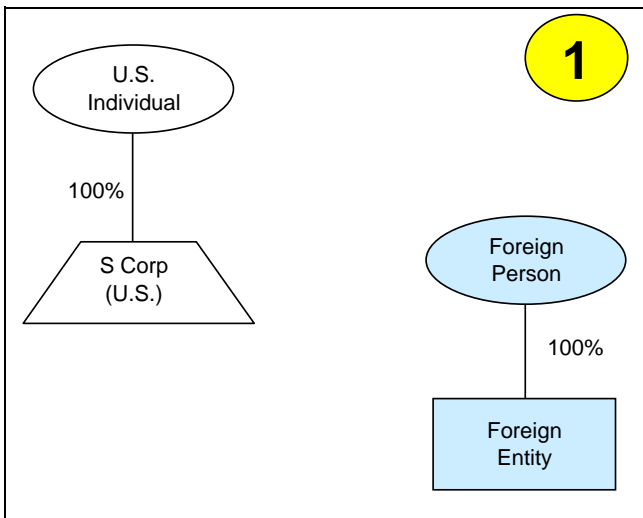 1
U.S.
Individual
100%
S Corp
(U.S.)
Foreign
Person
100%
Foreign
Entity